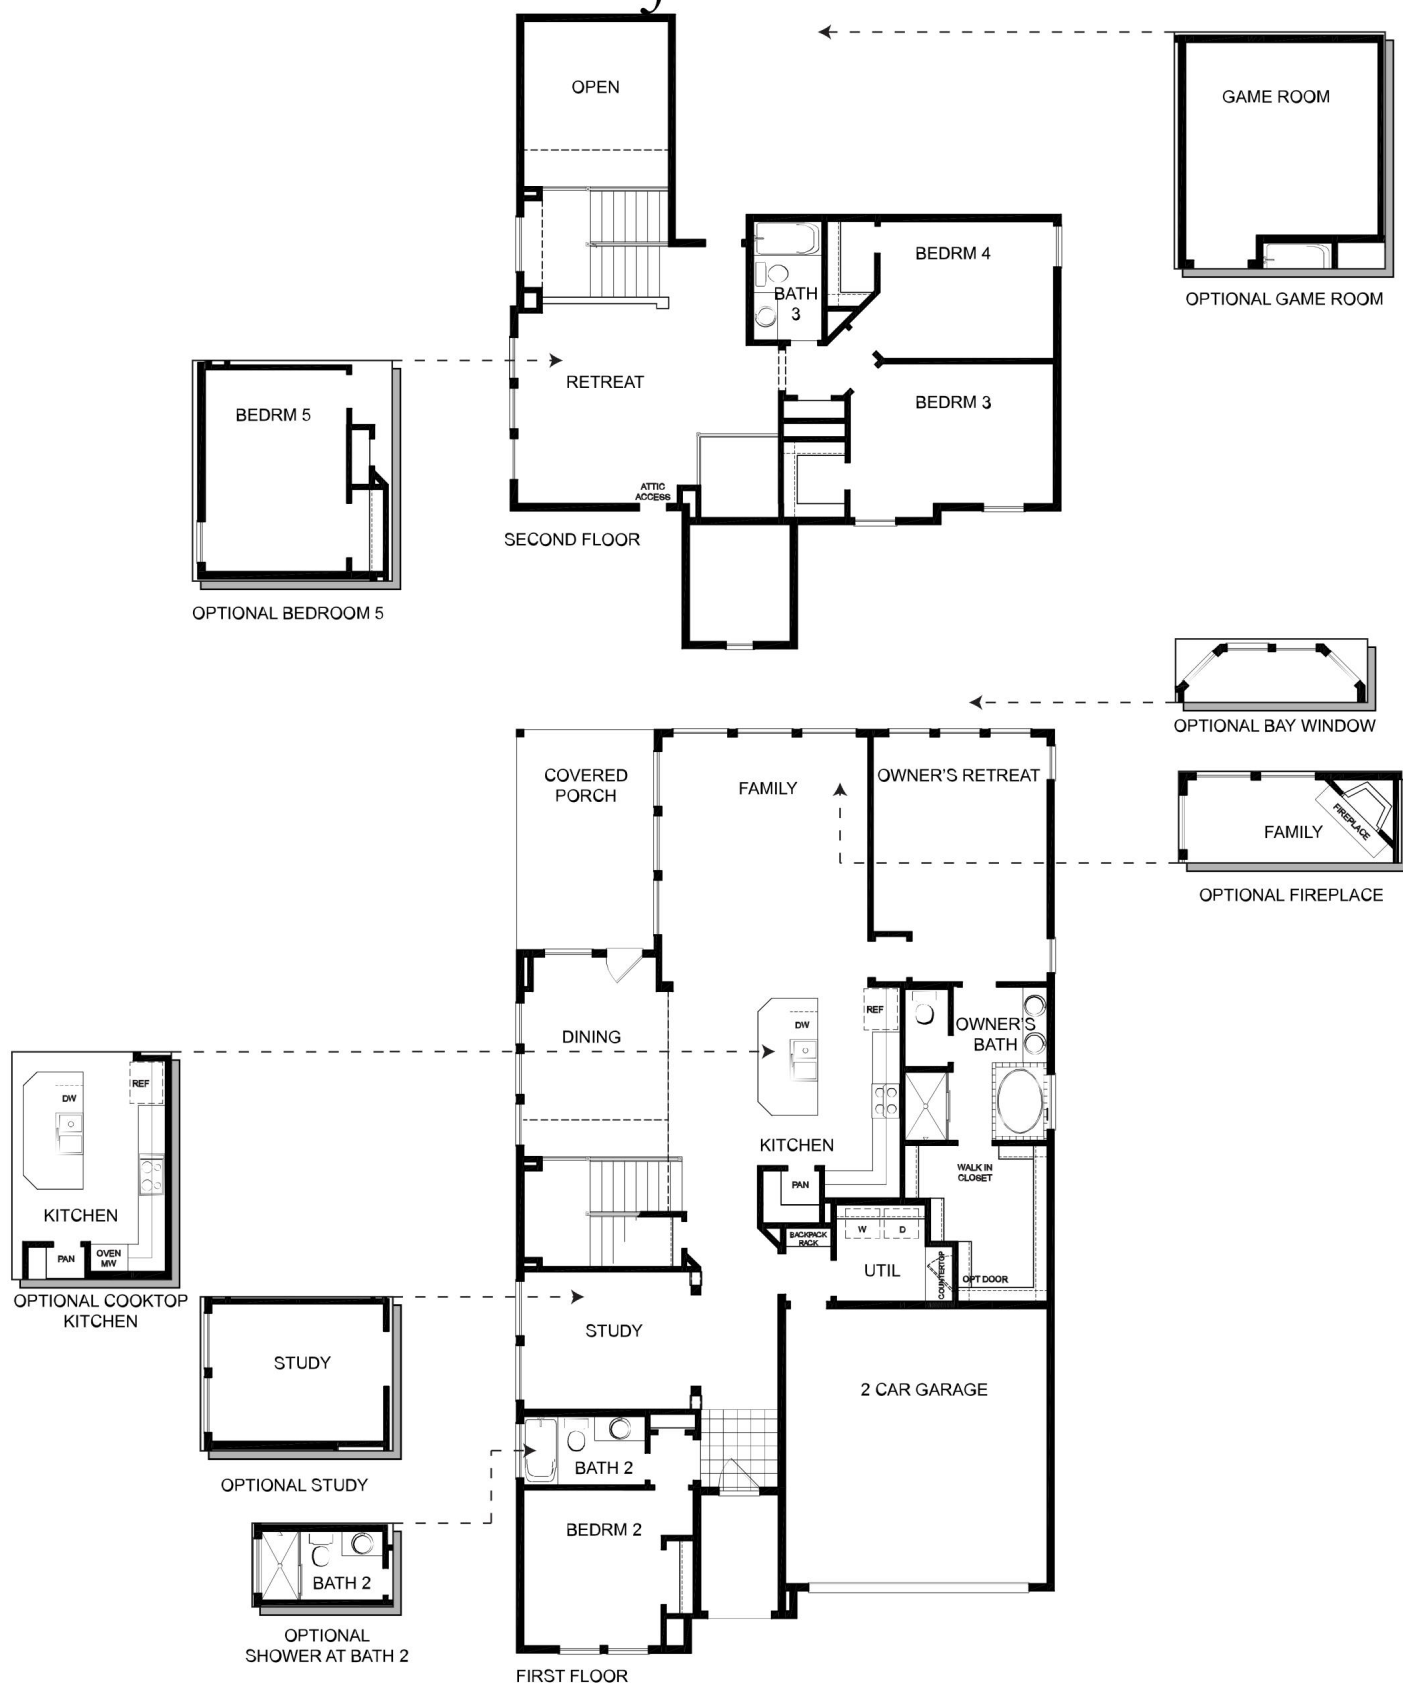 OPEN
GAME ROOM
OPTIONAL GAME ROOM
BEDRM 4
BATH
3
RETREAT
BEDRM 3
BEDRM 5
OPTIONAL BEDROOM 5
ATTIC
ACCESS
SECOND FLOOR
OPTIONAL BAY WINDOW
COVERED
PORCH
FAMILY
OWNER'S RETREAT
FAMILY
FIREPLACE
OPTIONAL FIREPLACE
DINING
DW
REF
OWNER'S
BATH
KITCHEN
PAN
WALK IN
CLOSET
REF
DW
KITCHEN
PAN
OVEN
MW
OPTIONAL COOKTOP
KITCHEN
BACKPACK
RACK
W
D
UTIL
COUNTERTOP
OPT DOOR
STUDY
STUDY
OPTIONAL STUDY
2 CAR GARAGE
BATH 2
BEDRM 2
BATH 2
OPTIONAL
SHOWER AT BATH 2
FIRST FLOOR